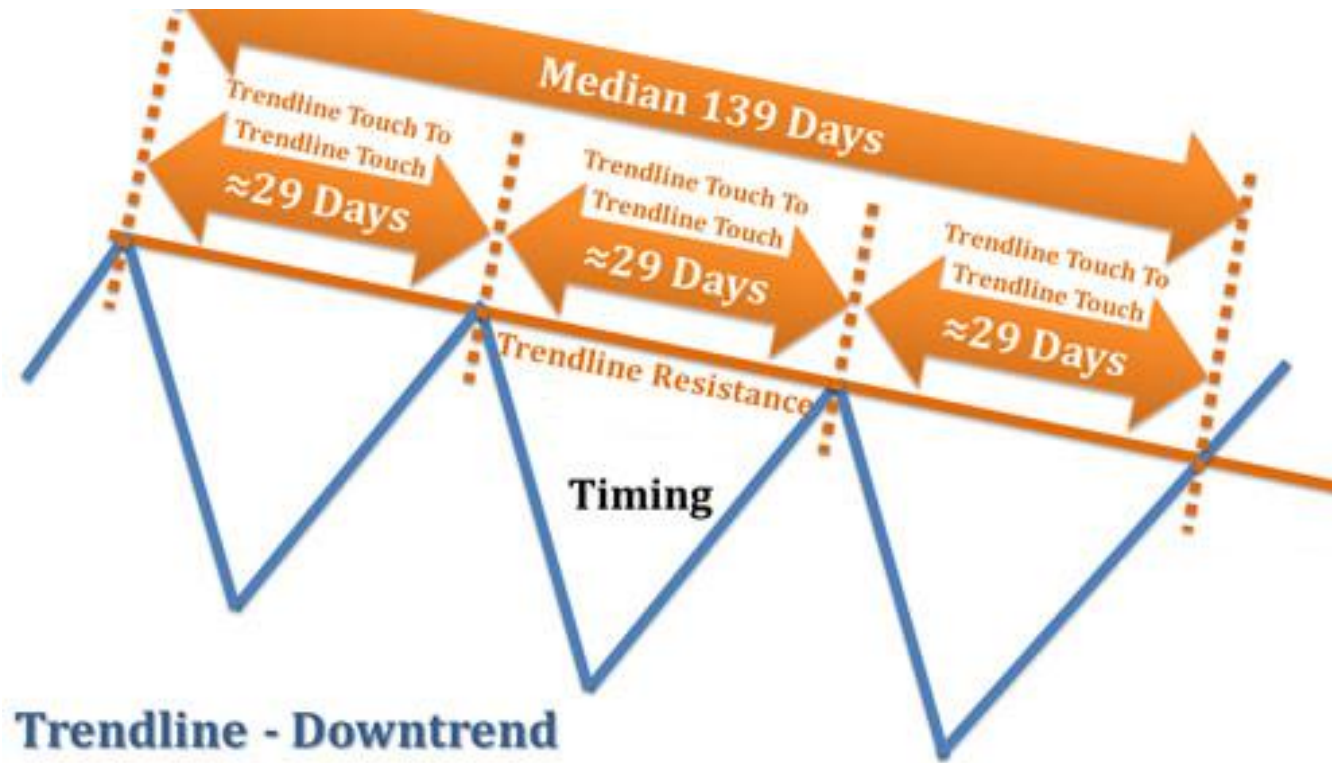 Median 139 Days
Trendline Touch To
Trendline Touch
≈29 Days
Trendline Touch To
Trendline Touch
≈29 Days
Trendline Touch To
Trendline Touch
≈29 Days
Trendline Resistance
Timing
Trendline - Downtrend